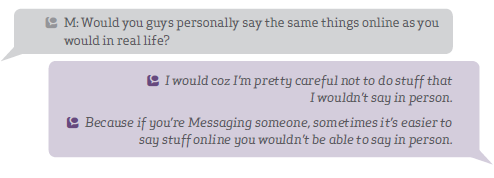 M: Would you guys personally say the same things online as you
would in real life?
I would coz I'm pretty careful not to do stuff that
I wouldn't say in person.
Because if you're Messaging someone, sometimes it's easier to
say stuff online you wouldn't be able to say in person.